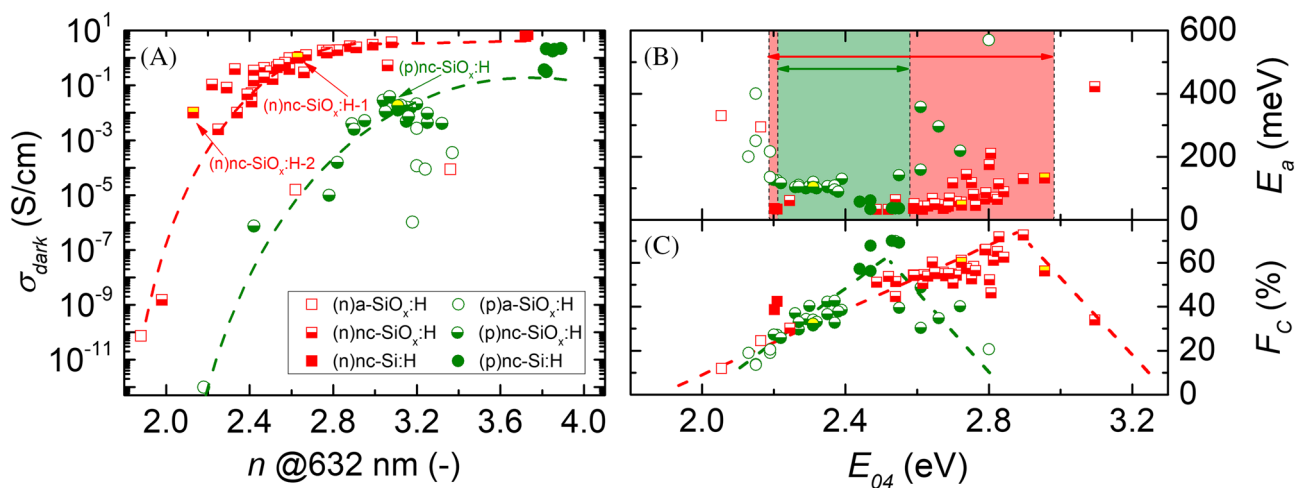 (A)
σdark (S/cm)
10^1
10^-1
10^-3
10^-5
10^-7
10^-9
10^-11
(p)nc-SiOx:H
(n)nc-SiOx:H-1
(n)nc-SiOx:H-2
(n)a-SiOx:H (p)a-SiOx:H
(n)nc-SiOx:H (p)nc-SiOx:H
(n)nc-Si:H (p)nc-Si:H
2.0 2.4 2.8 3.2 3.6 4.0
n @632 nm (-)
(B)
600
400
200
0
Ea (meV)
(C)
60
40
20
0
FC (%)
2.0 2.4 2.8 3.2
E04 (eV)